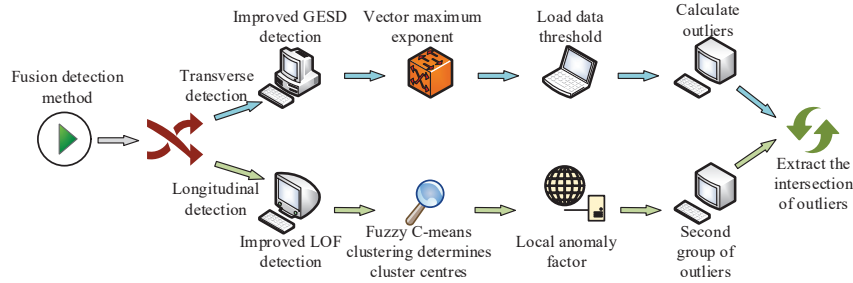 Fusion detection
method
Transverse
detection
Longitudinal
detection
Improved GESD
detection
Vector maximum
exponent
Load data
threshold
Calculate
outliers
Improved LOF
detection
Fuzzy C-means
clustering determines
cluster centres
Local anomaly
factor
Second
group of
outliers
Extract the
intersection
of outliers